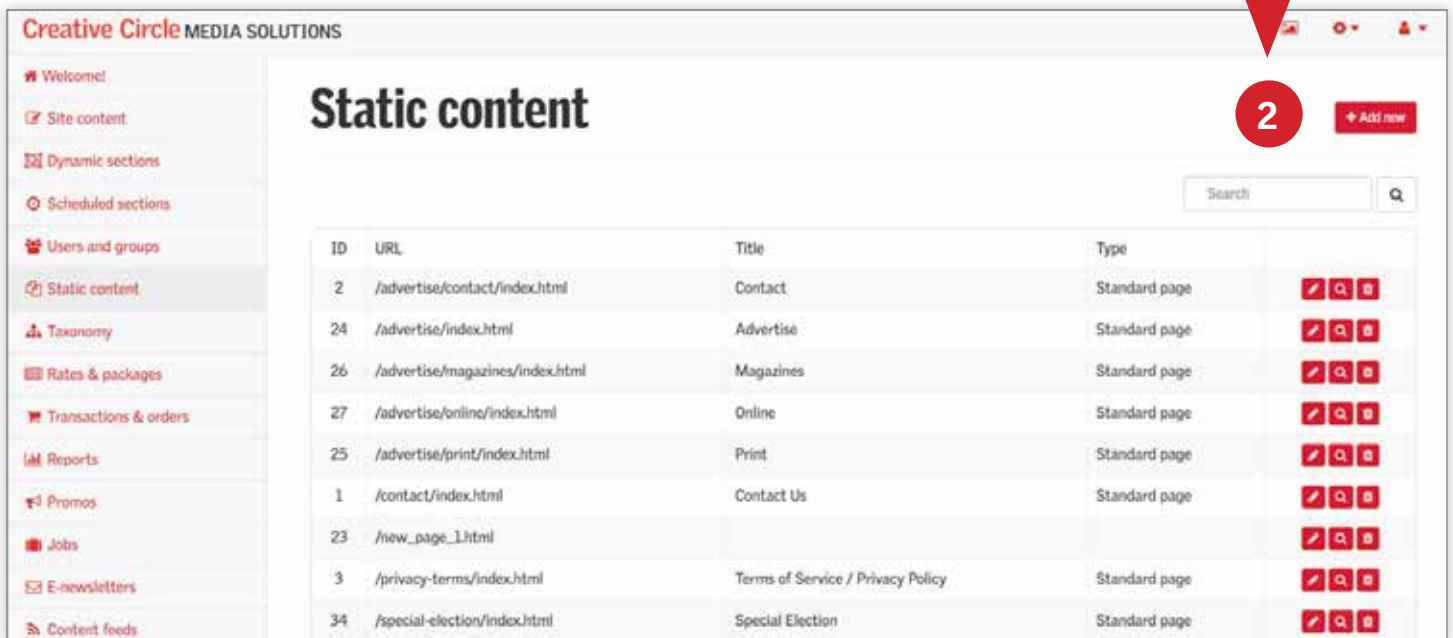 Creative Circle MEDIA SOLUTIONS
Welcome!
Site content
Dynamic sections
Scheduled sections
Users and groups
Static content
Taxonomy
Rates & packages
Transactions & orders
Reports
Promos
Jobs
E-newsletters
Content feeds
Static content
2
+ Add new
Search
ID URL Title Type
2 /advertise/contact/index.html Contact Standard page
24 /advertise/index.html Advertise Standard page
26 /advertise/magazines/index.html Magazines Standard page
27 /advertise/online/index.html Online Standard page
25 /advertise/print/index.html Print Standard page
1 /contact/index.html Contact Us Standard page
23 /new_page_1.html
3 /privacy-terms/index.html Terms of Service / Privacy Policy Standard page
34 /special-election/index.html Special Election Standard page